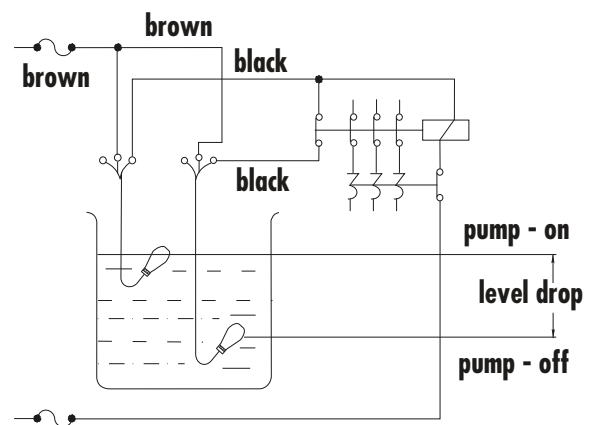 brown
brown
black
black
pump - on
level drop
pump - off